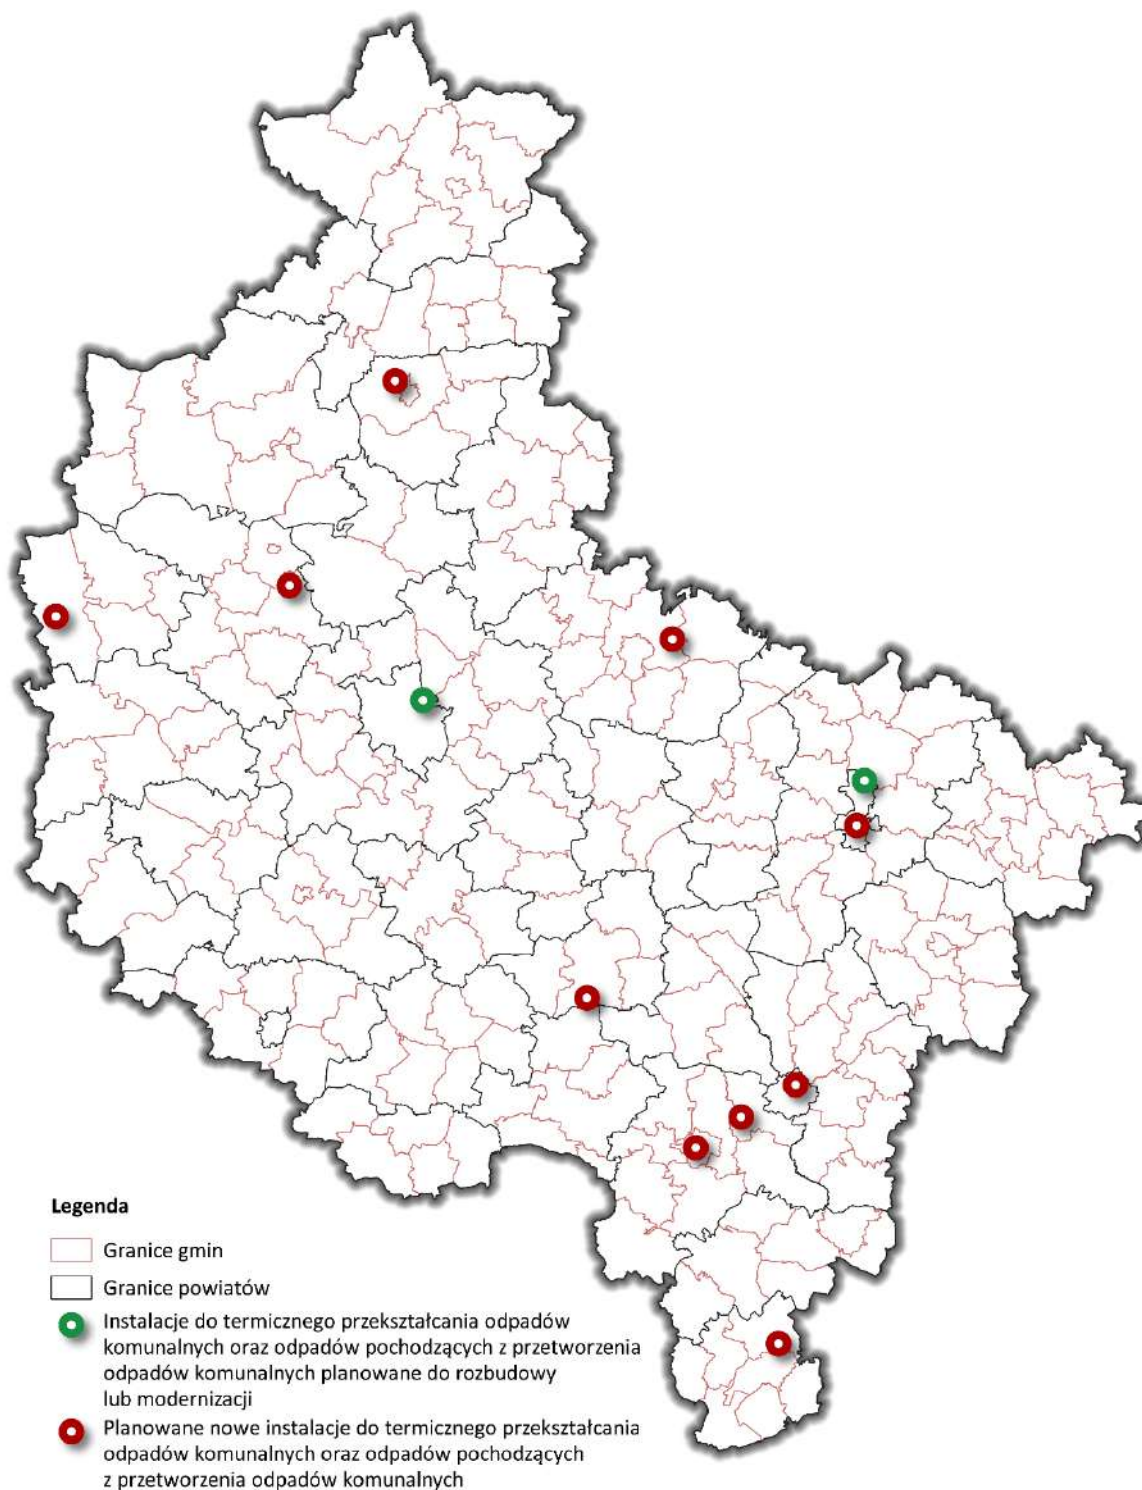 Legenda
Granice gmin
Granice powiatów
Instalacje do termicznego przekształcania odpadów
komunalnych oraz odpadów pochodzących z przetworzenia
odpadów komunalnych planowane do rozbudowy
lub modernizacji
Planowane nowe instalacje do termicznego przekształcania
odpadów komunalnych oraz odpadów pochodzących
z przetworzenia odpadów komunalnych